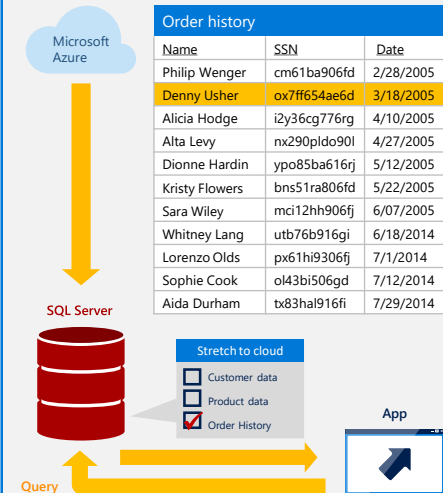 Microsoft
Azure
Order history
Name SSN Date
Philip Wenger cm61ba906fd 2/28/2005
Denny Usher ox7ff654ae6d 3/18/2005
Alicia Hodge i2y36cg776rg 4/10/2005
Alta Levy nx290pldo90l 4/27/2005
Dionne Hardin ypo85ba616rj 5/12/2005
Kristy Flowers bns51ra806fd 5/22/2005
Sara Wiley mci12hh906fj 6/07/2005
Whitney Lang utb76b916gi 6/18/2014
Lorenzo Olds px61hi9306fj 7/1/2014
Sophie Cook ol43bi506gd 7/12/2014
Aida Durham tx83hal916fi 7/29/2014
SQL Server
Stretch to cloud
Customer data
Product data
Order History
App
Query